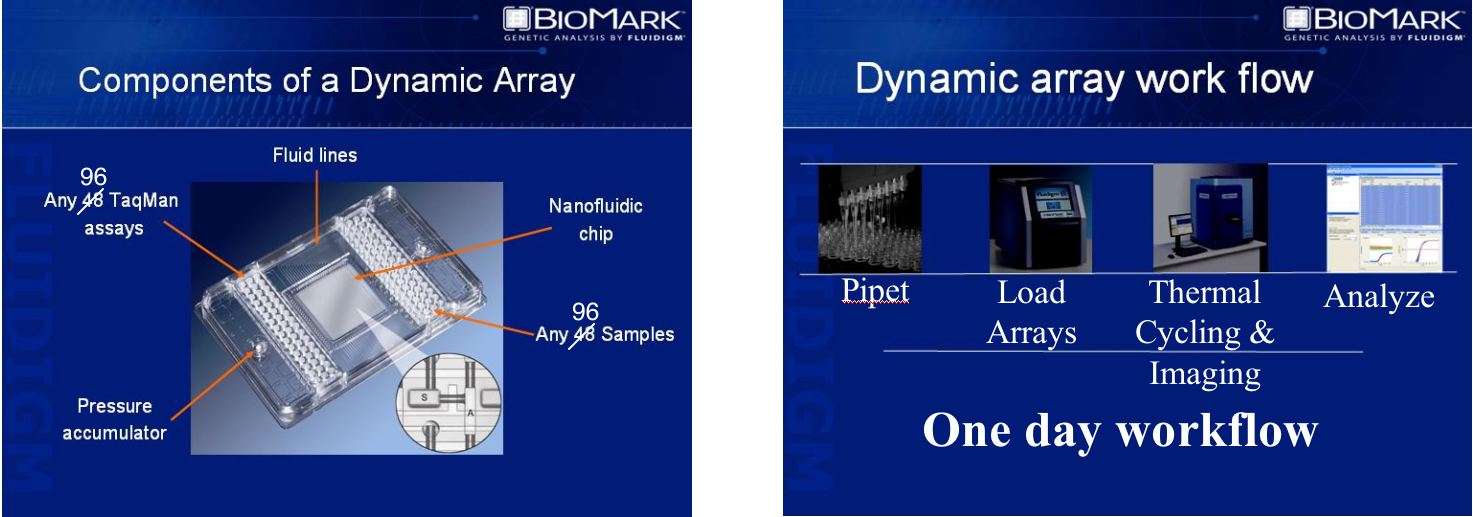 BIOMARK™
GENETIC ANALYSIS BY FLUIDIGM®
Components of a Dynamic Array
FLUIDIGM
Fluid lines
96
Any 48 TaqMan
assays
Nanofluidic
chip
96
Any 48 Samples
Pressure
accumulator
S
A
BIOMARK™
GENETIC ANALYSIS BY FLUIDIGM®
Dynamic array work flow
FLUIDIGM
Pipet
Load
Arrays
Thermal
Cycling &
Imaging
Analyze
One day workflow